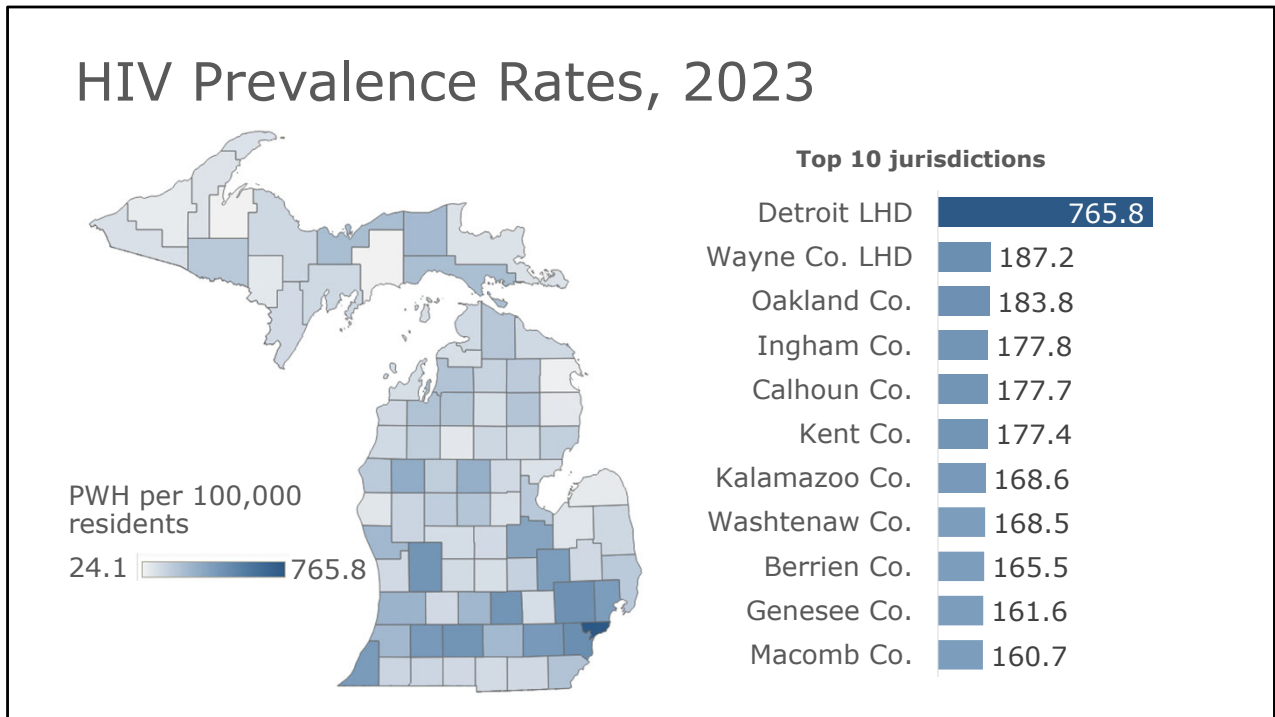 HIV Prevalence Rates, 2023
PWH per 100,000
residents
24.1
765.8
Top 10 jurisdictions
Detroit LHD 765.8
Wayne Co. LHD 187.2
Oakland Co. 183.8
Ingham Co. 177.8
Calhoun Co. 177.7
Kent Co. 177.4
Kalamazoo Co. 168.6
Washtenaw Co. 168.5
Berrien Co. 165.5
Genesee Co. 161.6
Macomb Co. 160.7